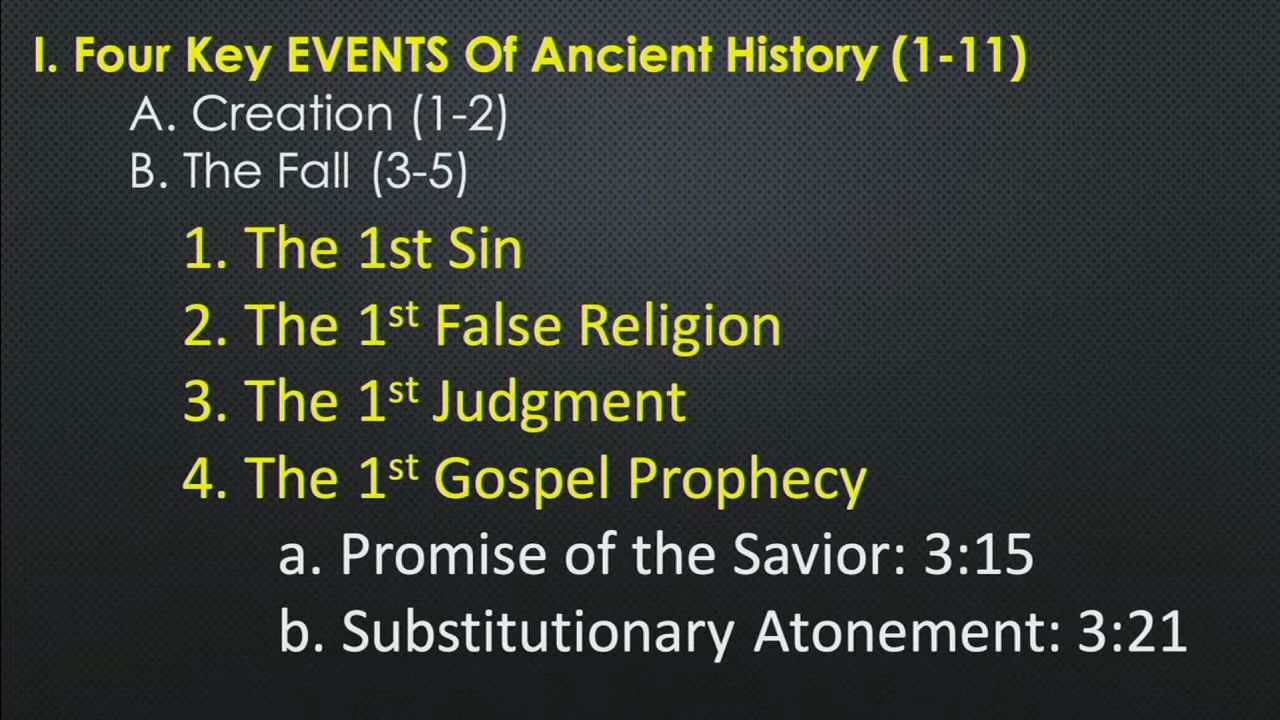 I. Four Key EVENTS Of Ancient History (1-11)
A. Creation (1-2)
B. The Fall (3-5)
1. The 1st Sin
2. The 1st False Religion
3. The 1st Judgment
4. The 1st Gospel Prophecy
a. Promise of the Savior: 3:15
b. Substitutionary Atonement: 3:21